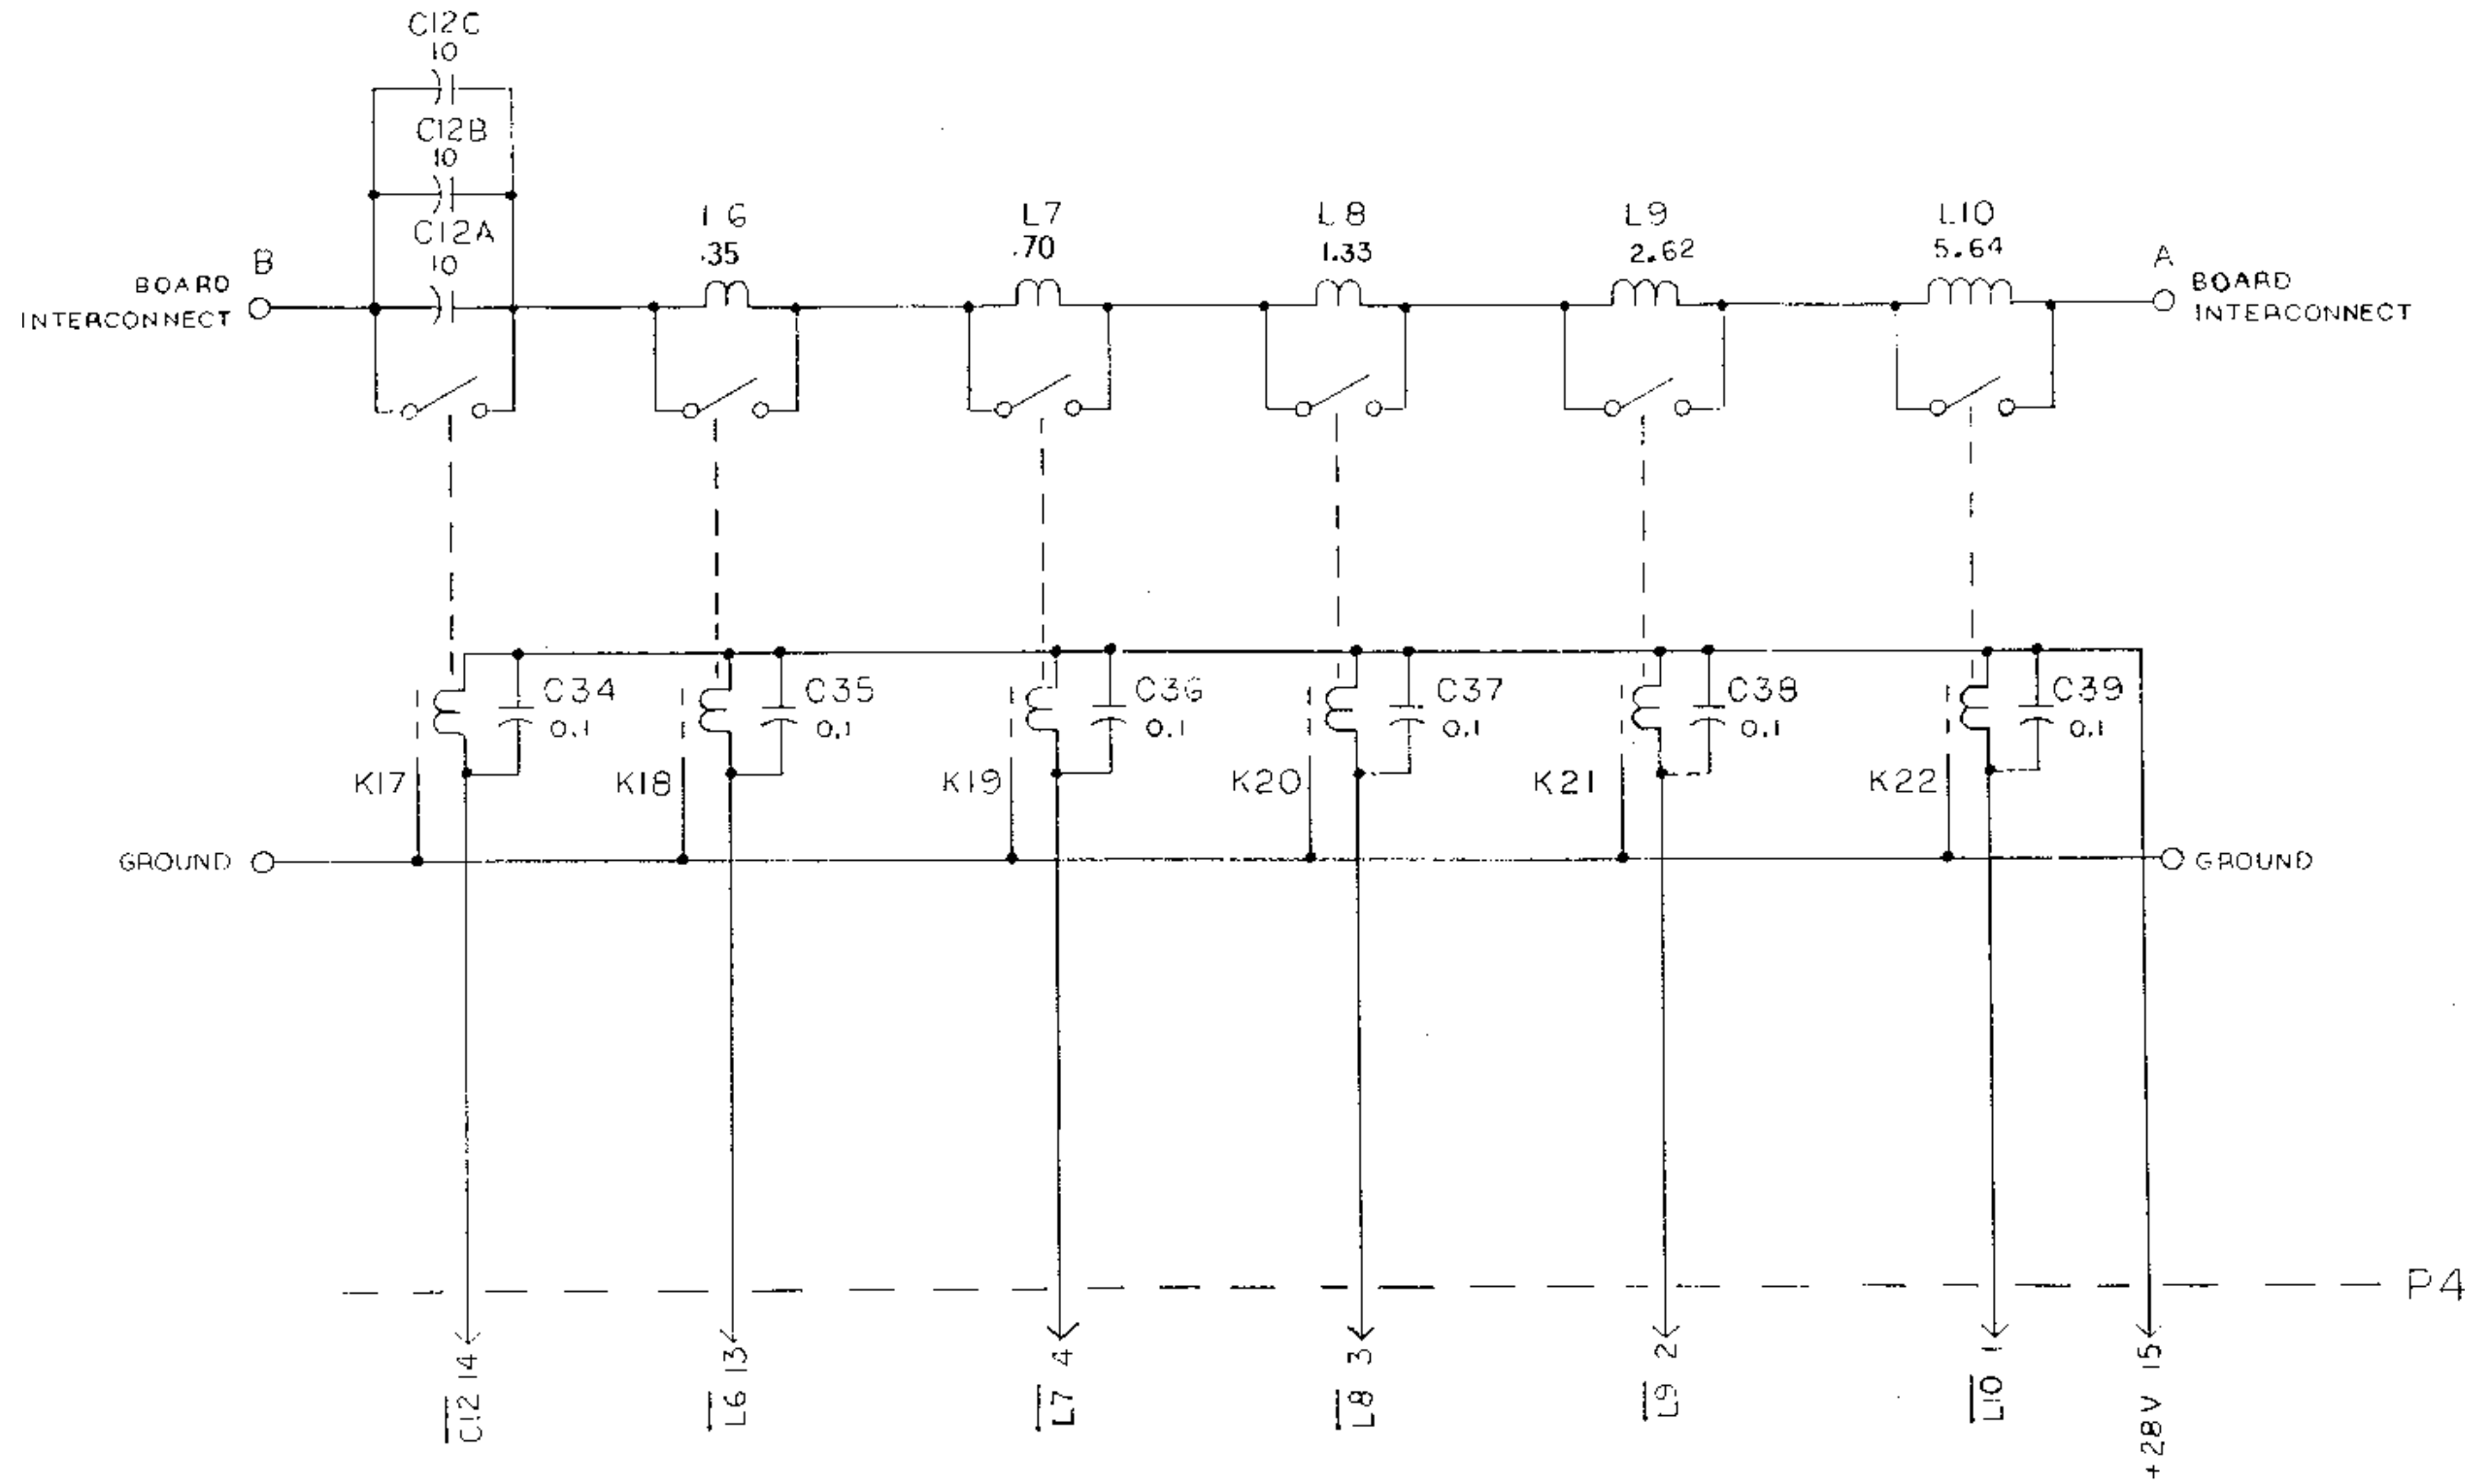 C12C
10
C12B
10
C12A
10
B
BOARD
INTERCONNECT
L6
.35
L7
.70
L8
1.33
L9
2.62
L10
5.64
A
BOARD
INTERCONNECT
C34
0.1
K17
C35
0.1
K18
C36
0.1
K19
C37
0.1
K20
C38
0.1
K21
C39
0.1
K22
GROUND
GROUND
P4
C12 14
L6 13
L7 4
L8 3
L9 2
L10 1
+28V 15